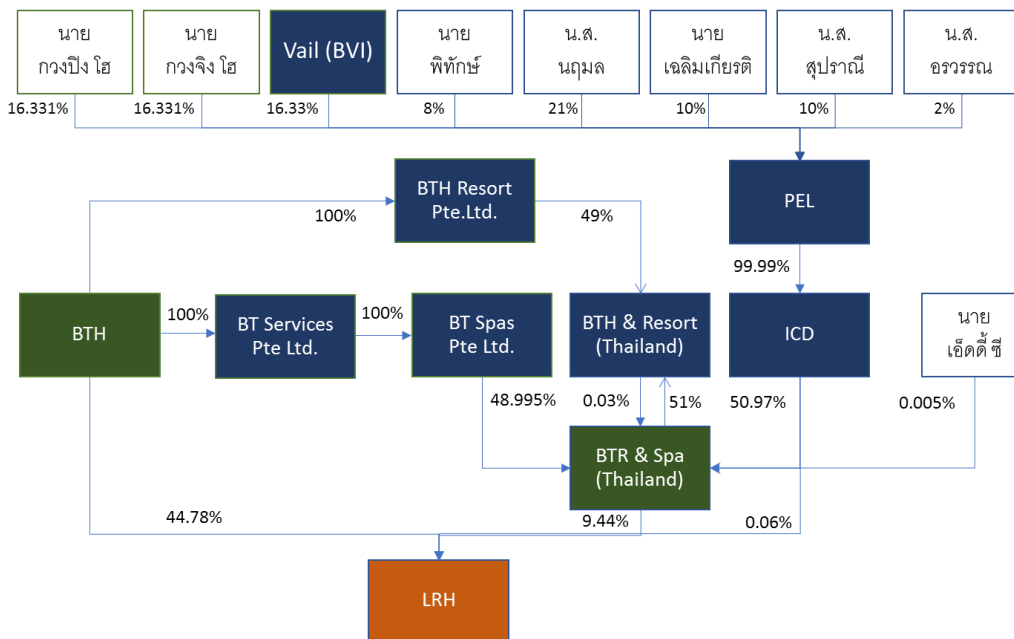 นาย
กวงปิง โฮ
นาย
กวงจิง โฮ
Vail (BVI)
นาย
พิทักษ์
น.ส.
นฤมล
นาย
เฉลิมเกียรติ
น.ส.
สุปราณี
น.ส.
อรวรรณ
16.331%
16.331%
16.33%
8%
21%
10%
10%
2%
BTH Resort
Pte.Ltd.
PEL
100%
49%
99.99%
BTH
100%
BT Services
Pte Ltd.
100%
BT Spas
Pte Ltd.
BTH & Resort
(Thailand)
ICD
นาย
เอ็ดดี้ ซี
48.995%
0.03%
51%
50.97%
0.005%
BTR & Spa
(Thailand)
44.78%
9.44%
0.06%
LRH